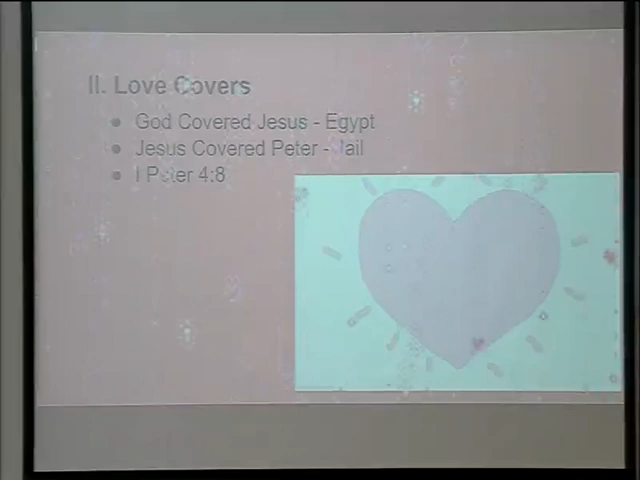 II. Love Covers
• God Covered Jesus - Egypt
• Jesus Covered Peter - Jail
• I Peter 4:8